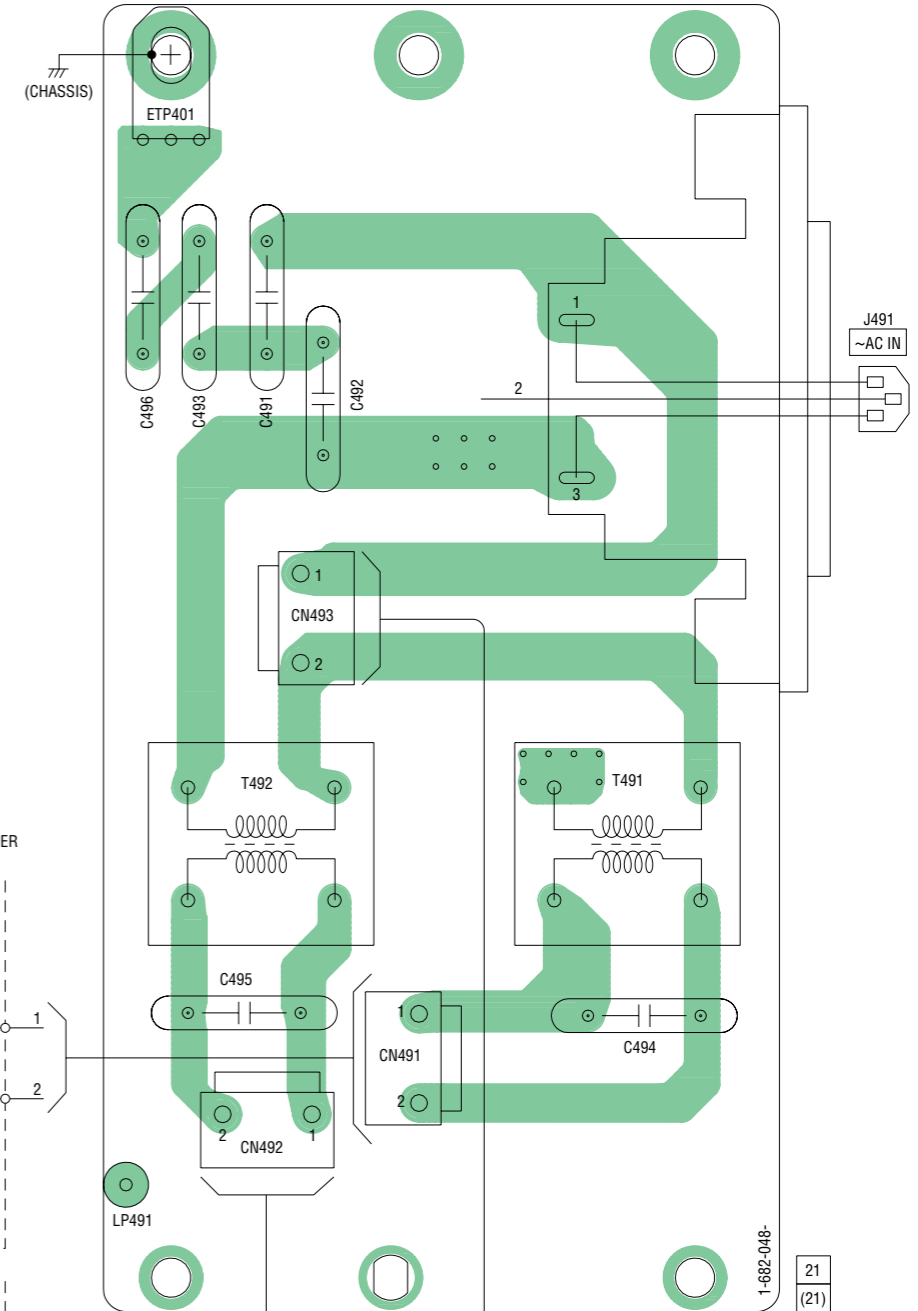 (CHASSIS)
ETP401
C496
C493
C491
C492
1
2
3
J491
~AC IN
1
CN493
2
T492
T491
ER
C495
1
2
1
CN491
2
C494
2
1
CN492
LP491
1-682-048-
21
(21)